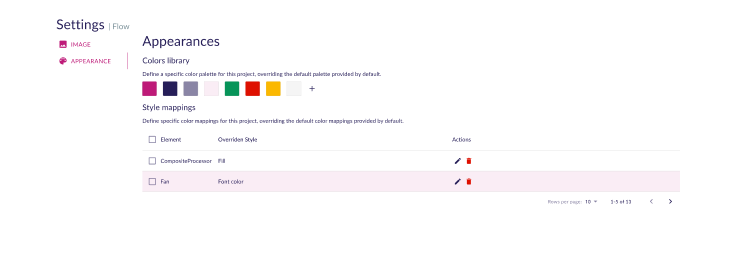 Settings | Flow
IMAGE
APPEARANCE
Appearances
Colors library
Define a specific color palette for this project, overriding the default palette provided by default.
+
Style mappings
Define specific color mappings for this project, overriding the default color mappings provided by default.
Element Overriden Style Actions
CompositeProcessor Fill
Fan Font color
Rows per page: 10 1-5 of 13